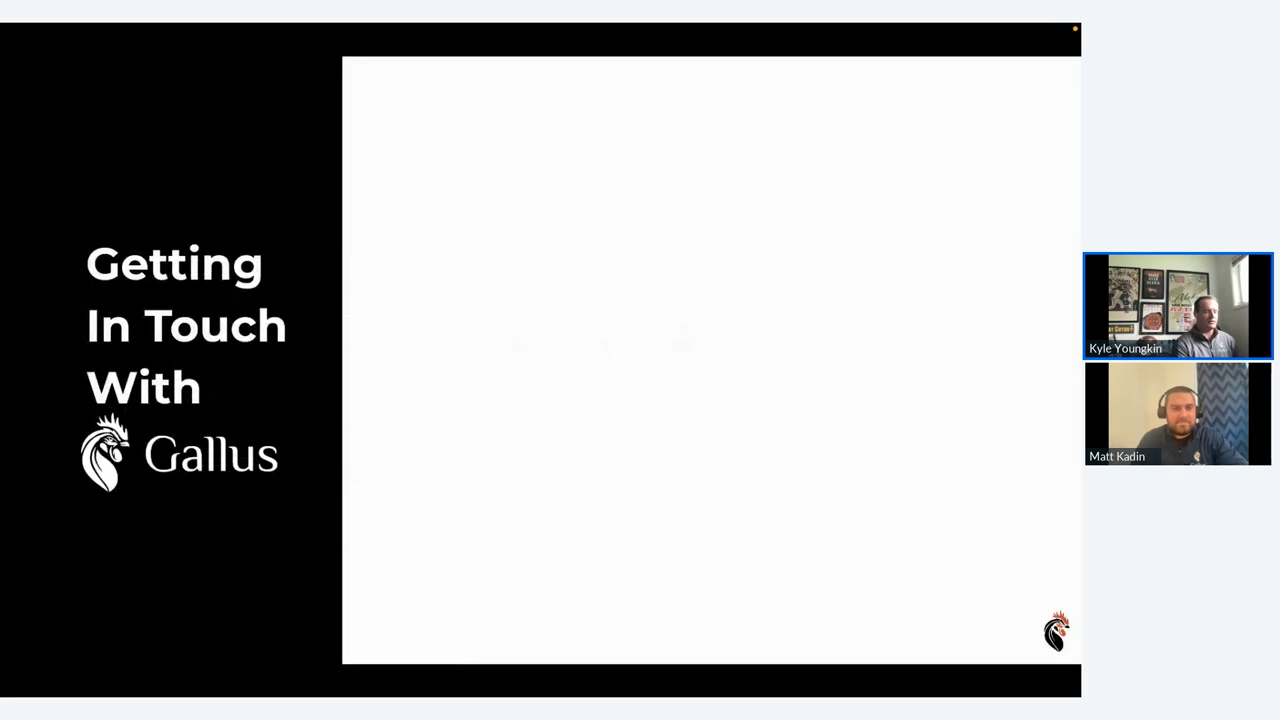 Getting
In Touch
With
Gallus
Kyle Youngkin
Matt Kadin